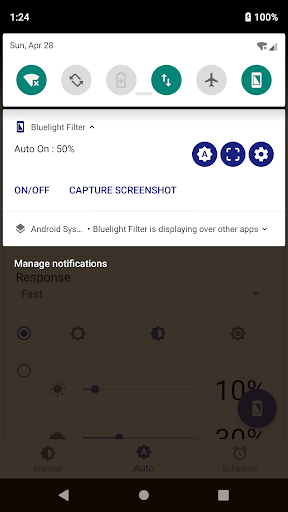 1:24
100%
Sun, Apr 28
Bluelight Filter
Auto On : 50%
A
ON/OFF
CAPTURE SCREENSHOT
Android Sys... • Bluelight Filter is displaying over other apps
Manage notifications
Response
Fast
10%
30%
Manual
Auto
Schedule